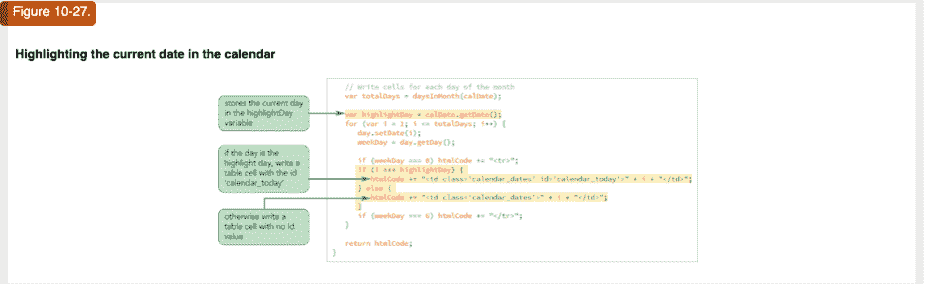 Figure 10-27.
Highlighting the current date in the calendar
// Write cells for each day of the month
var totalDays = daysInMonth(calDate);
stores the current day
in the highlightDay
variable
var highlightDay = calDate.getDate();
for (var i = 1; i <= totalDays; i++) {
day.setDate(i);
weekDay = day.getDay();
if the day is the
highlight day, write a
table cell with the id
'calendar_today'
if (weekDay === 0) htmlCode += "<tr>";
if (i === highlightDay) {
htmlCode += "<td class='calendar_dates' id='calendar_today'>" + i + "</td>";
} else {
htmlCode += "<td class='calendar_dates'>" + i + "</td>";
}
otherwise write a
table cell with no id
value
if (weekDay === 6) htmlCode += "</tr>";
}
return htmlCode;
}